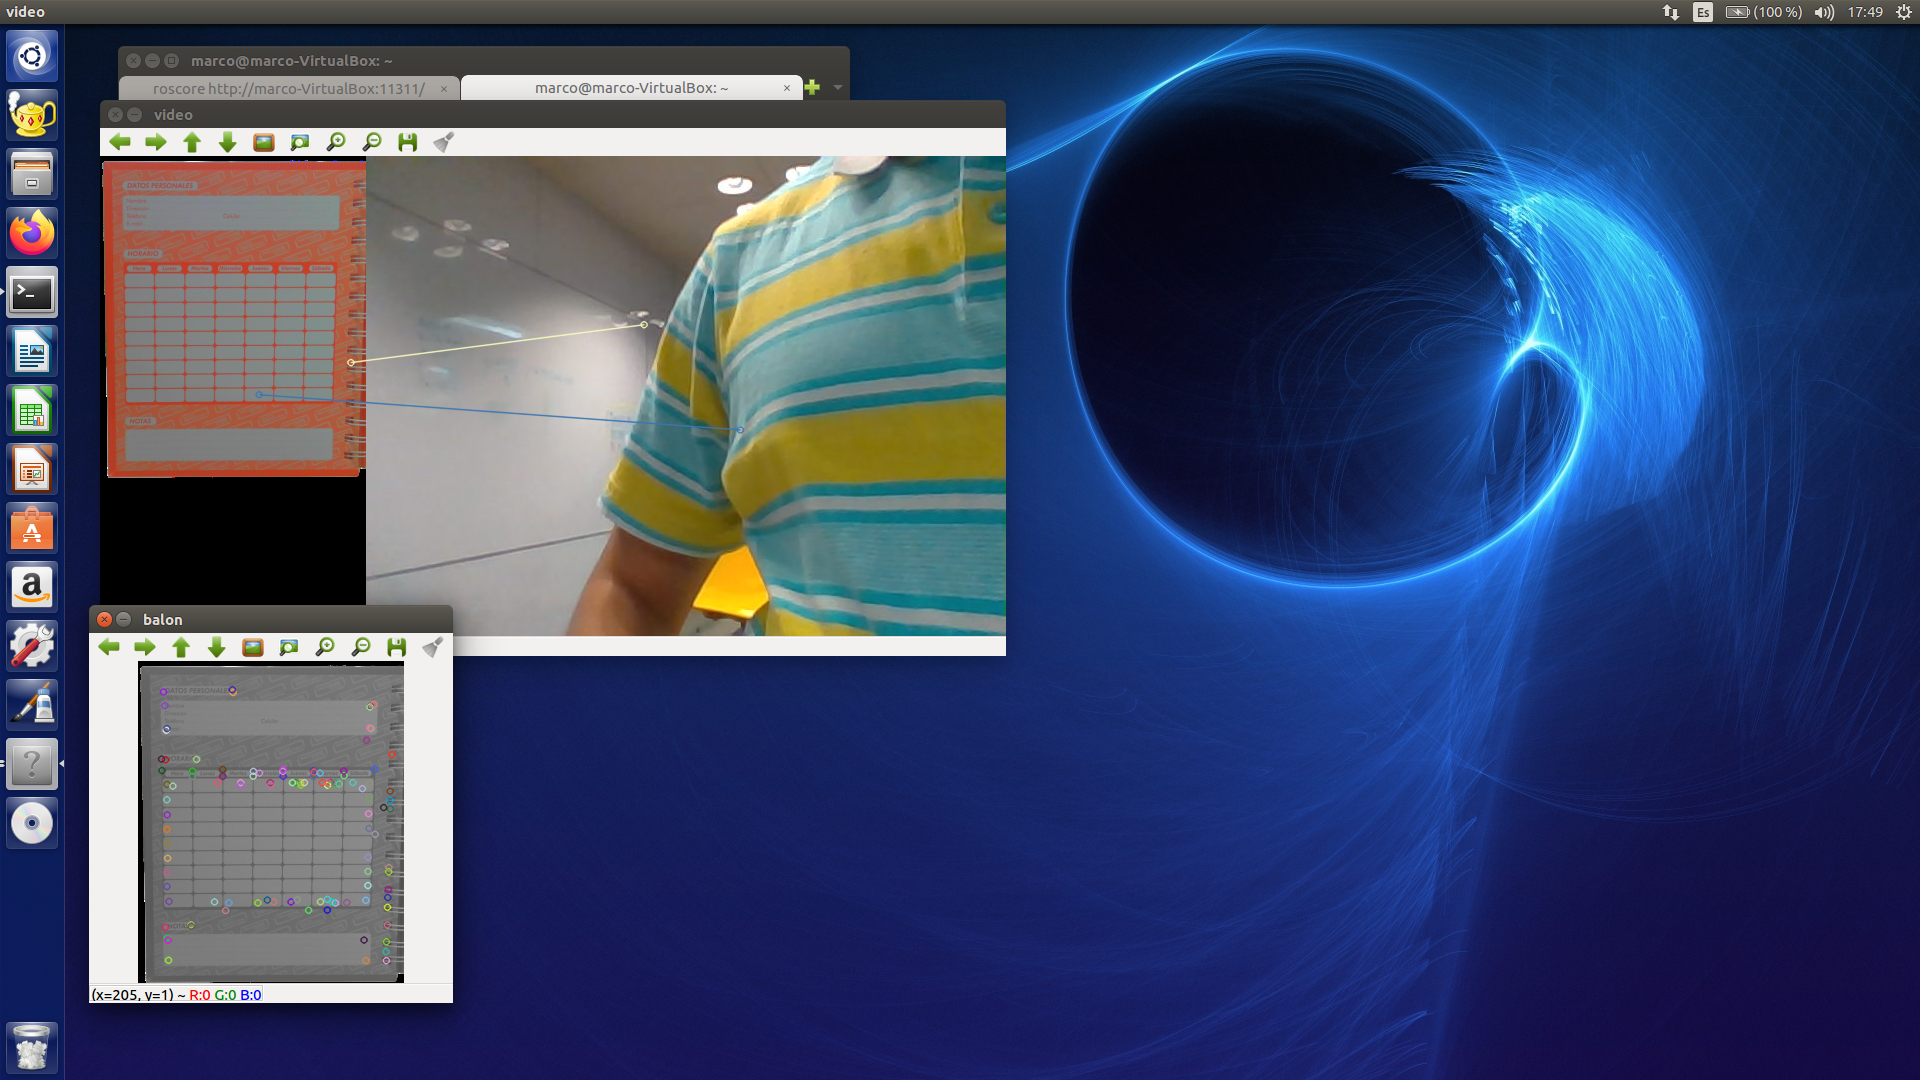 video
Es
(100 %)
17:49
marco@marco-VirtualBox: ~
roscore http://marco-VirtualBox:11311/
marco@marco-VirtualBox: ~
video
DATOS PERSONALES
HORARIO
NOTAS
balon
DATOS PERSONALES
(x=205, y=1) ~ R:0 G:0 B:0